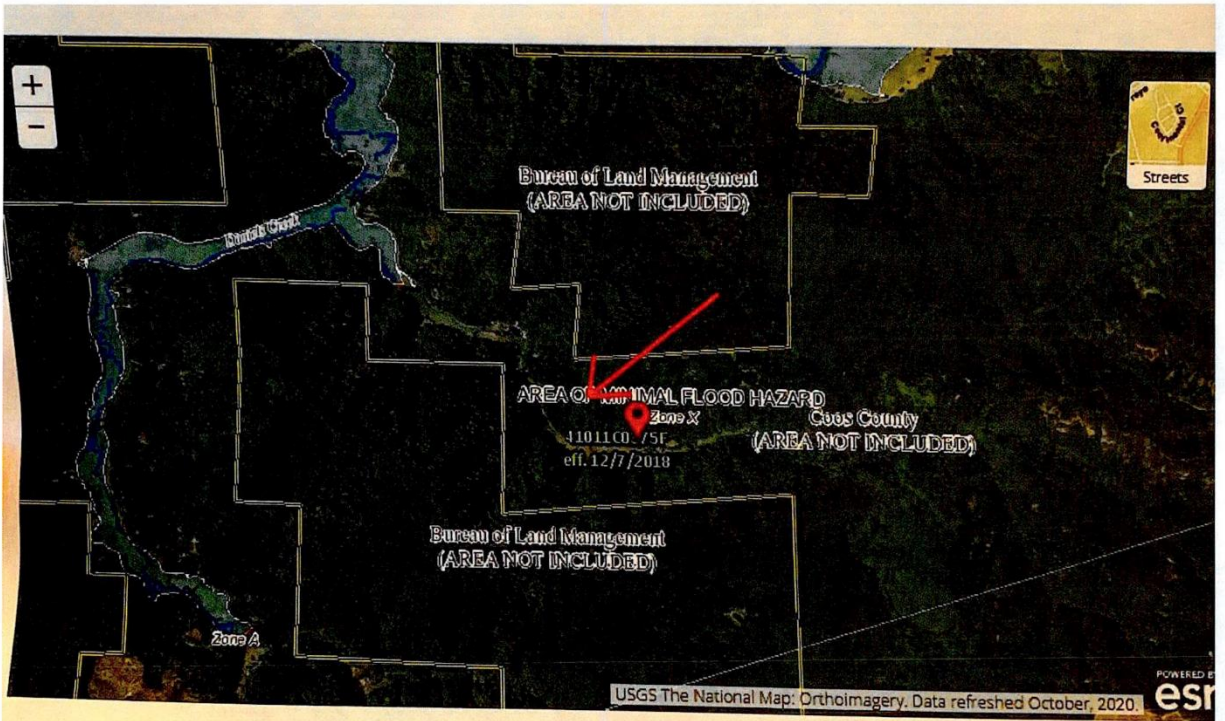 +
−
Streets
Bureau of Land Management
(AREA NOT INCLUDED)
Daniels Creek
AREA OF MINIMAL FLOOD HAZARD
Zone X
eff. 12/7/2018
Coos County
(AREA NOT INCLUDED)
Bureau of Land Management
(AREA NOT INCLUDED)
Zone A
USGS The National Map: Orthoimagery. Data refreshed October, 2020.
POWERED BY
esri